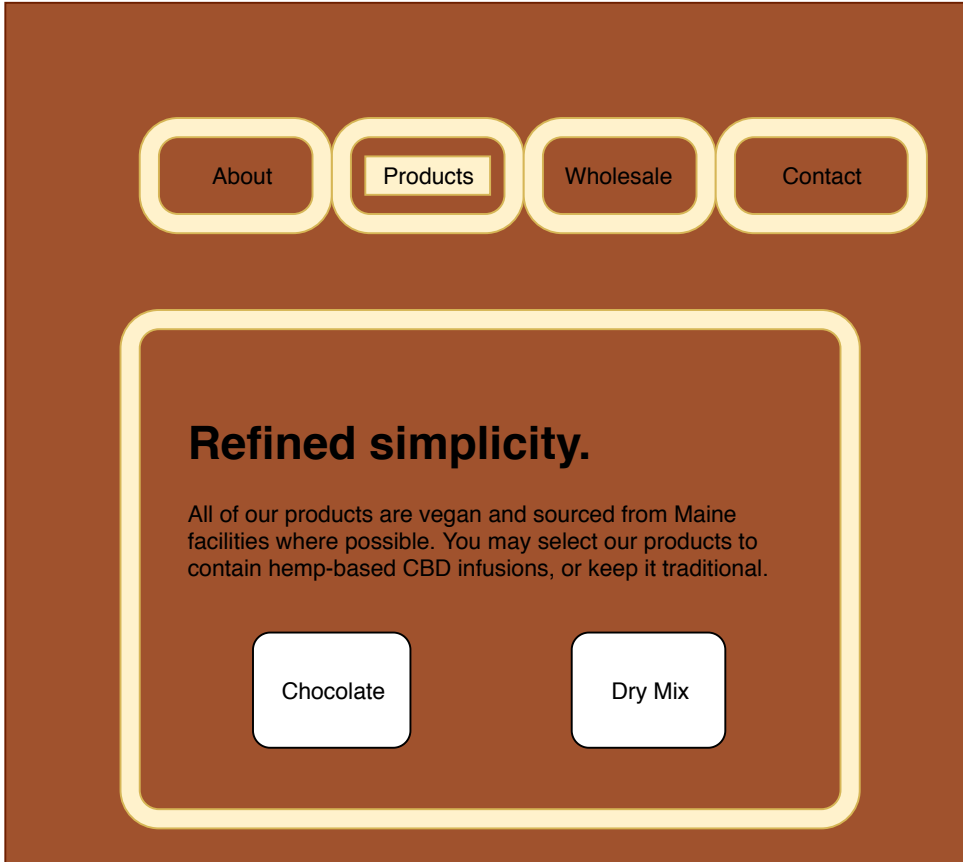 About
Products
Wholesale
Contact
Refined simplicity.
All of our products are vegan and sourced from Maine
facilities where possible. You may select our products to
contain hemp-based CBD infusions, or keep it traditional.
Chocolate
Dry Mix